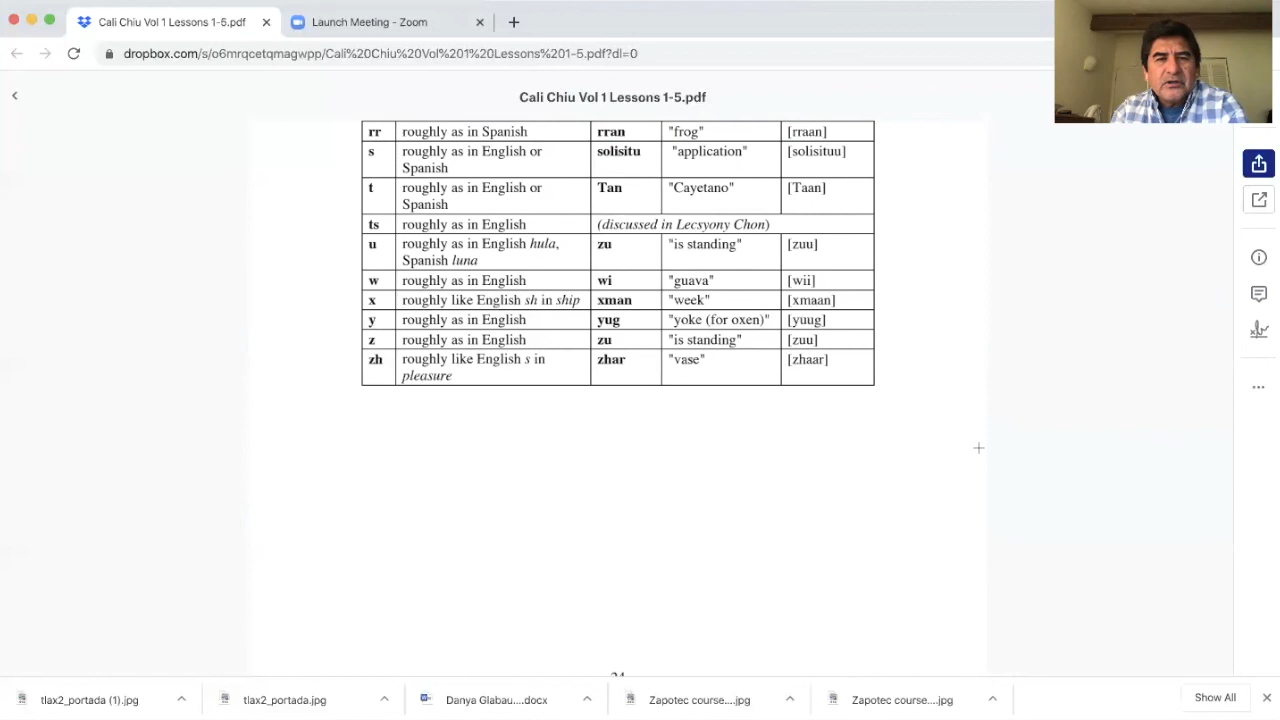 Cali Chiu Vol 1 Lessons 1-5.pdf
Launch Meeting - Zoom
dropbox.com/s/o6mrqcetqmagwpp/Cali%20Chiu%20Vol%201%20Lessons%201-5.pdf?dl=0
Cali Chiu Vol 1 Lessons 1-5.pdf
rr roughly as in Spanish rran "frog" [rraan]
s roughly as in English or solisitu "application" [solisituu]
Spanish
t roughly as in English or Tan "Cayetano" [Taan]
Spanish
ts roughly as in English (discussed in Lecsyony Chon)
u roughly as in English hula, zu "is standing" [zuu]
Spanish luna
w roughly as in English wi "guava" [wii]
x roughly like English sh in ship xman "week" [xmaan]
y roughly as in English yug "yoke (for oxen)" [yuug]
z roughly as in English zu "is standing" [zuu]
zh roughly like English s in zhar "vase" [zhaar]
pleasure
24
tlax2_portada (1).jpg tlax2_portada.jpg Danya Glabau....docx Zapotec course....jpg Zapotec course....jpg Show All